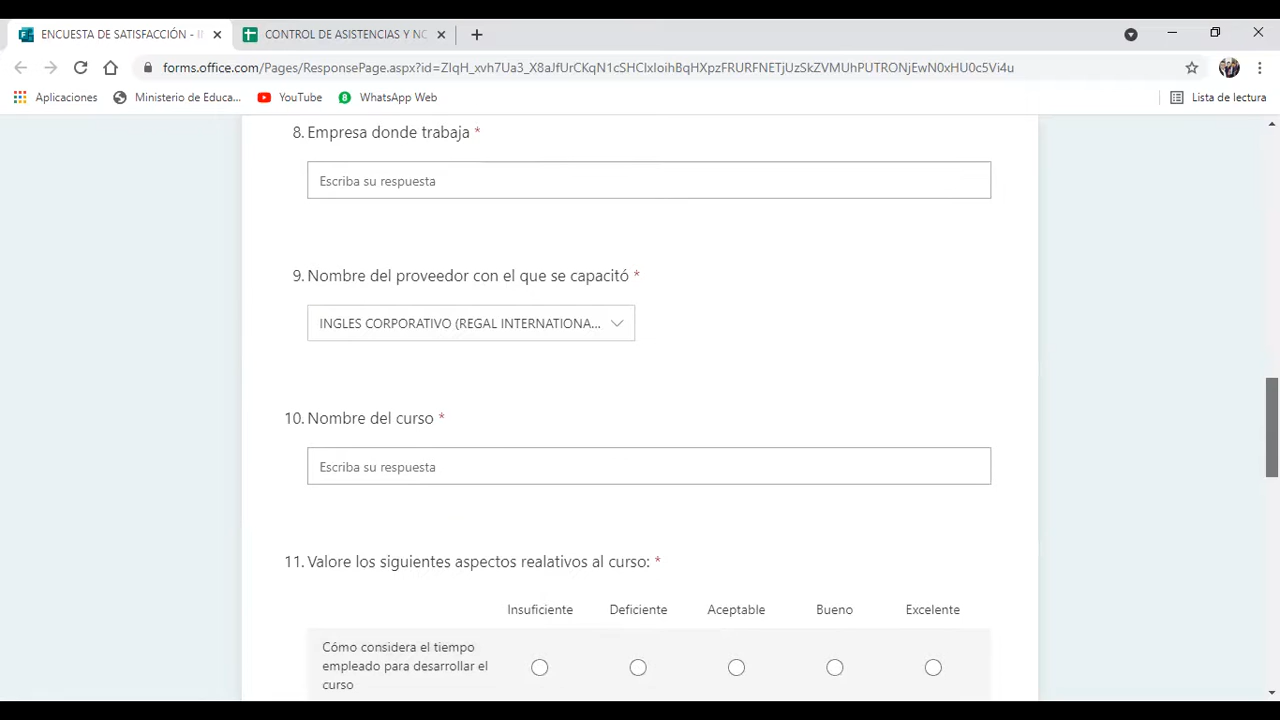 ENCUESTA DE SATISFACCIÓN -
CONTROL DE ASISTENCIAS Y NO
forms.office.com/Pages/ResponsePage.aspx?id=ZIqH_xvh7Ua3_X8aJfUrCKqN1cSHCIxIoihBqHXpzFRURFNETjUzSkZVMUhPUTRONjEwN0xHU0c5Vi4u
Aplicaciones
Ministerio de Educa...
YouTube
WhatsApp Web
Lista de lectura
8. Empresa donde trabaja *
Escriba su respuesta
9. Nombre del proveedor con el que se capacitó *
INGLES CORPORATIVO (REGAL INTERNATIONA...
10. Nombre del curso *
Escriba su respuesta
11. Valore los siguientes aspectos realativos al curso: *
Insuficiente Deficiente Aceptable Bueno Excelente
Cómo considera el tiempo
empleado para desarrollar el
curso